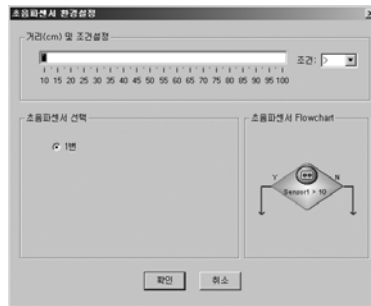 초음파센서 환경설정
거리(cm) 및 조건설정
조건: >
10 15 20 25 30 35 40 45 50 55 60 65 70 75 80 85 90 95 100
초음파센서 선택
1번
초음파센서 Flowchart
Y N
Sensor1 > 10
확인 취소